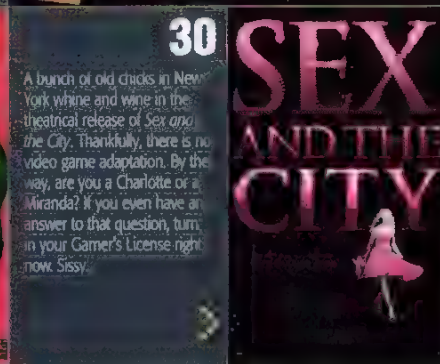 30
A bunch of old chicks in New
York whine and wine in the
theatrical release of Sex and
the City. Thankfully, there is no
video game adaptation. By the
way, are you a Charlotte or a
Miranda? If you even have an
answer to that question, turn
in your Gamer's License right
now. Sissy.
SEX
AND THE
CITY